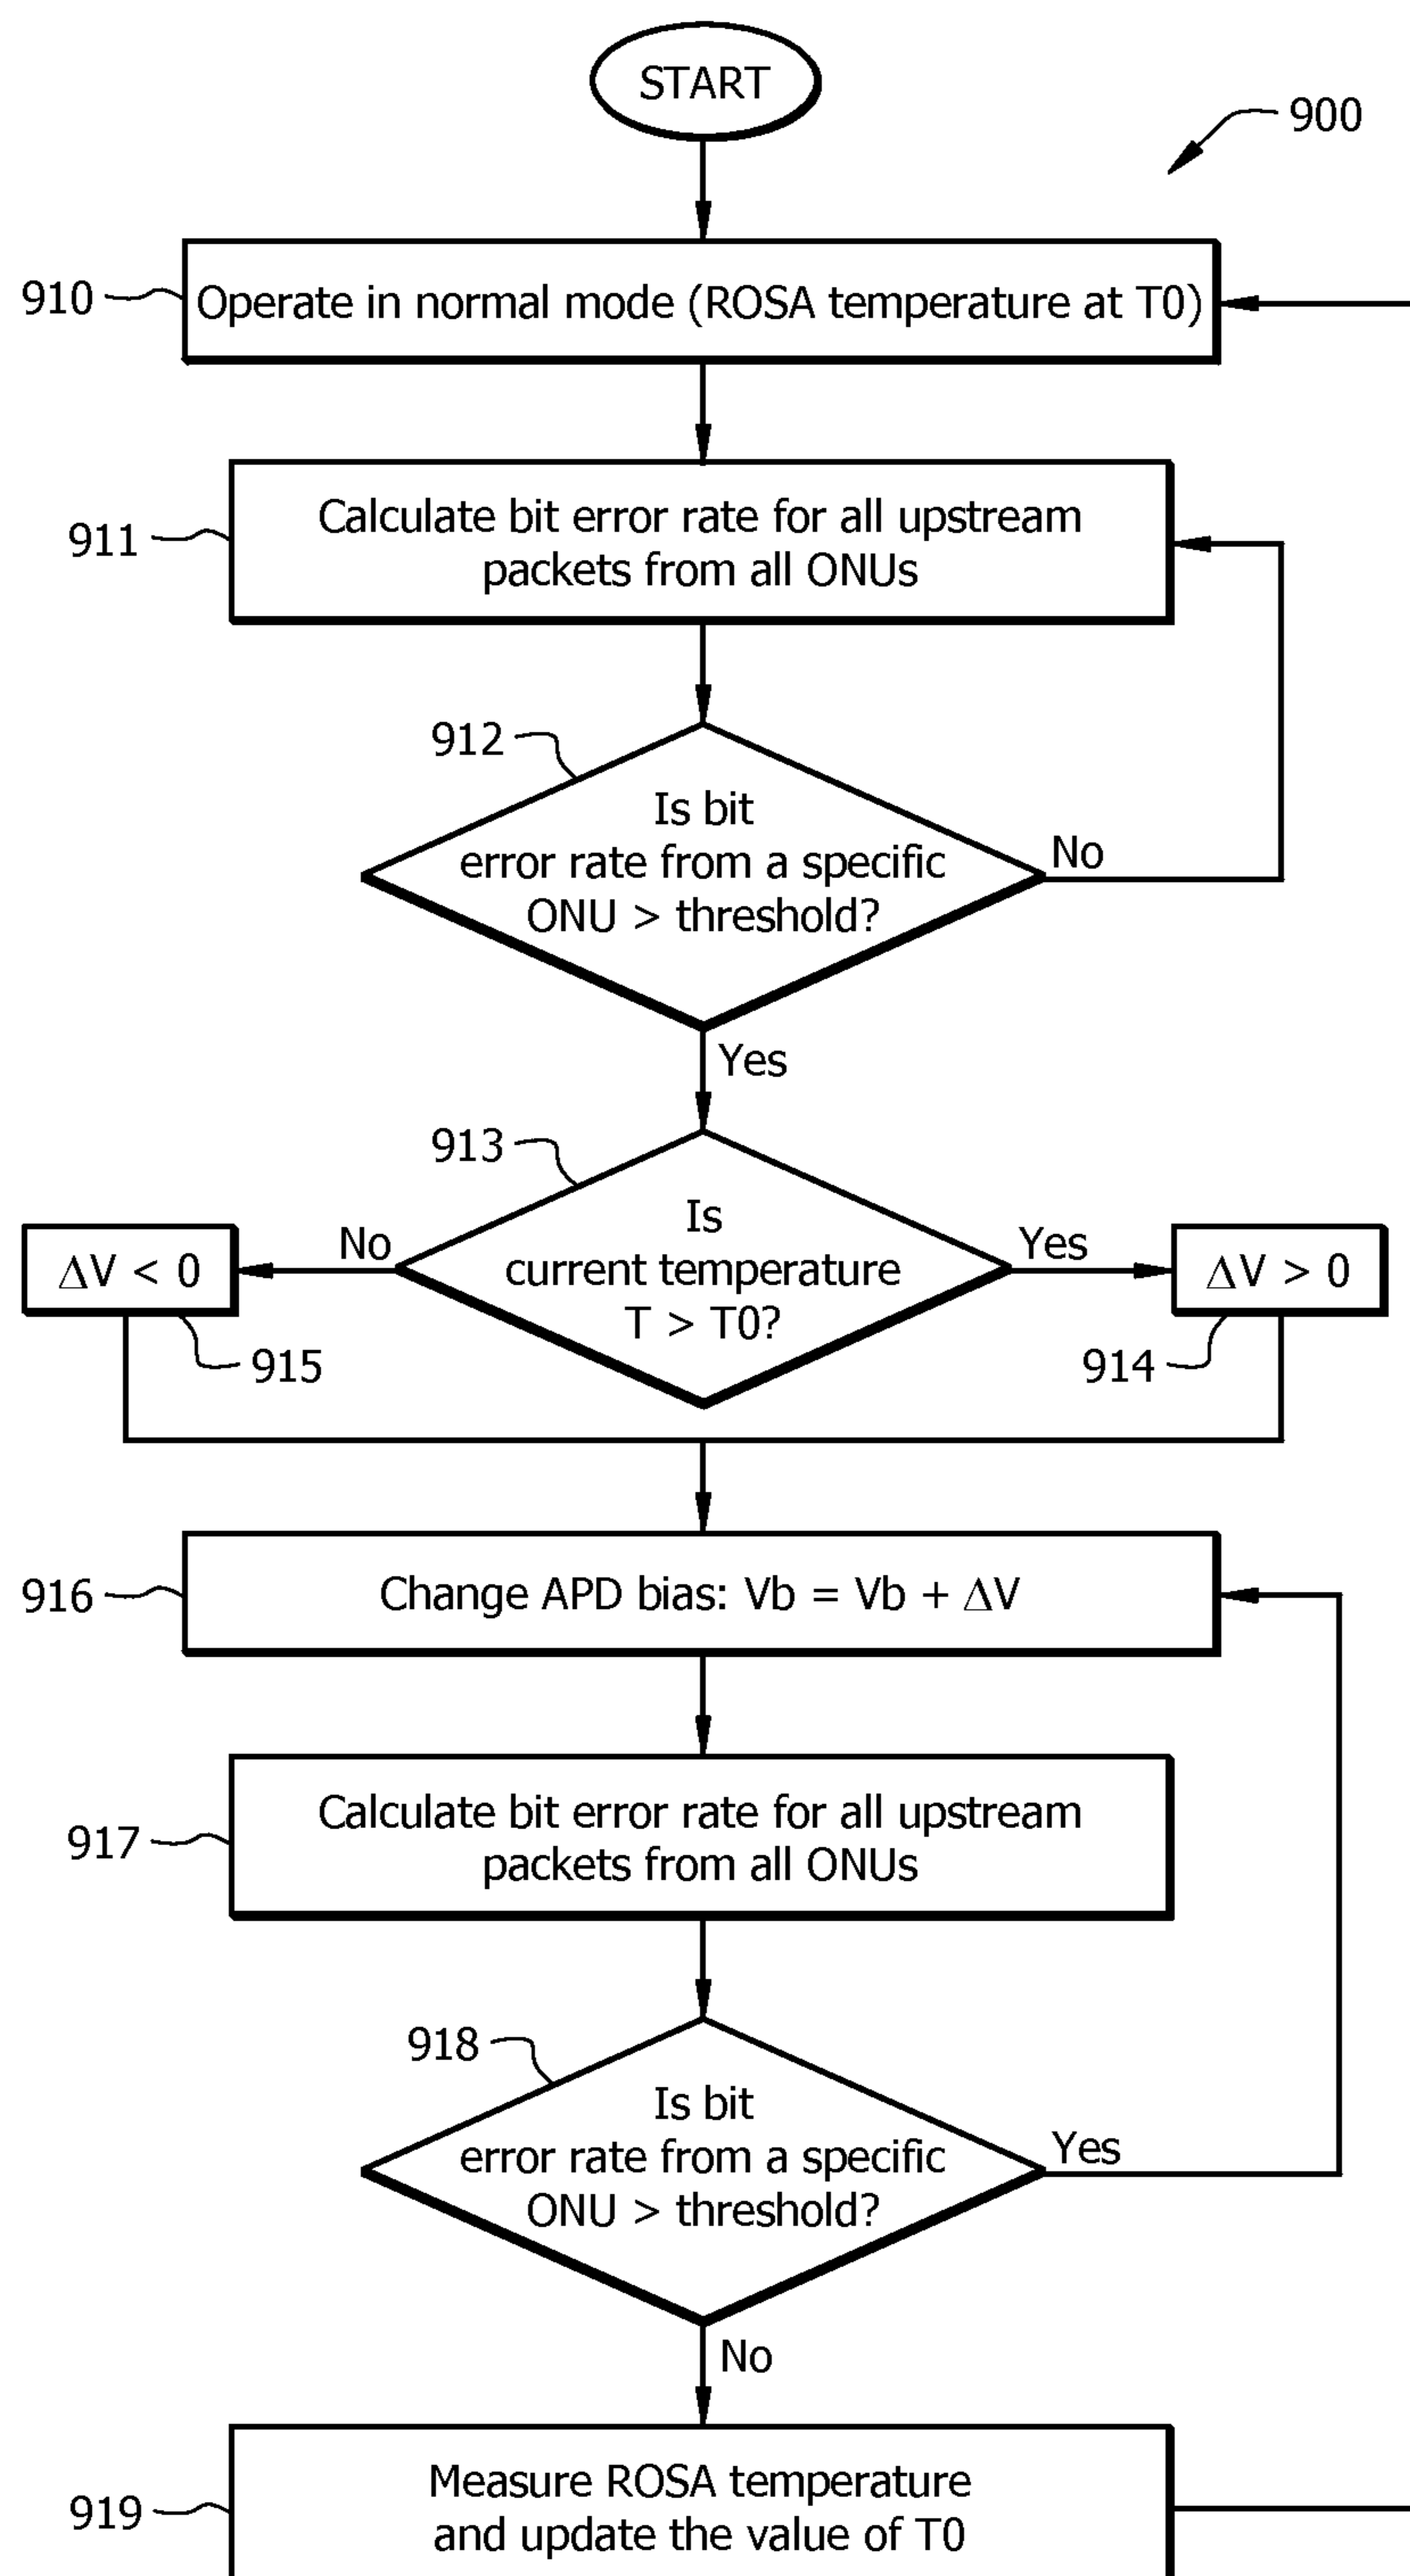 START
900
910
Operate in normal mode (ROSA temperature at T0)
911
Calculate bit error rate for all upstream
packets from all ONUs
912
Is bit
error rate from a specific
ONU > threshold?
No
Yes
913
Is
current temperature
T > T0?
No
Yes
ΔV < 0
ΔV > 0
915
914
916
Change APD bias: Vb = Vb + ΔV
917
Calculate bit error rate for all upstream
packets from all ONUs
918
Is bit
error rate from a specific
ONU > threshold?
Yes
No
919
Measure ROSA temperature
and update the value of T0